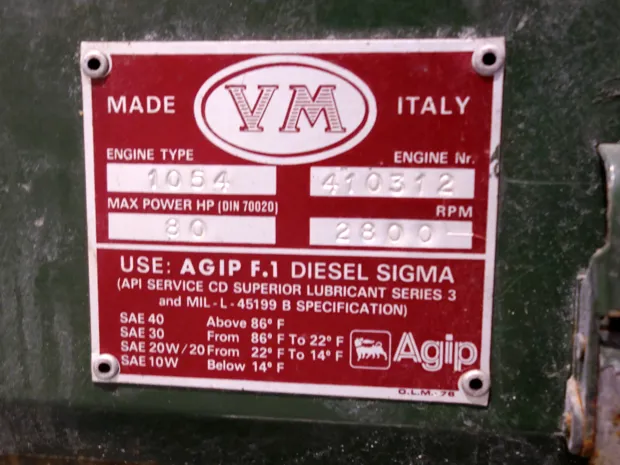 MADE VM ITALY
ENGINE TYPE ENGINE Nr.
1054 410312
MAX POWER HP (DIN 70020) RPM
80 2800-
USE: AGIP F.1 DIESEL SIGMA
(API SERVICE CD SUPERIOR LUBRICANT SERIES 3
and MIL-L-45199 B SPECIFICATION)
SAE 40 Above 86° F
SAE 30 From 86° F To 22° F
SAE 20W/20 From 22° F To 14° F
SAE 10W Below 14° F
Agip
O.L.M.-78